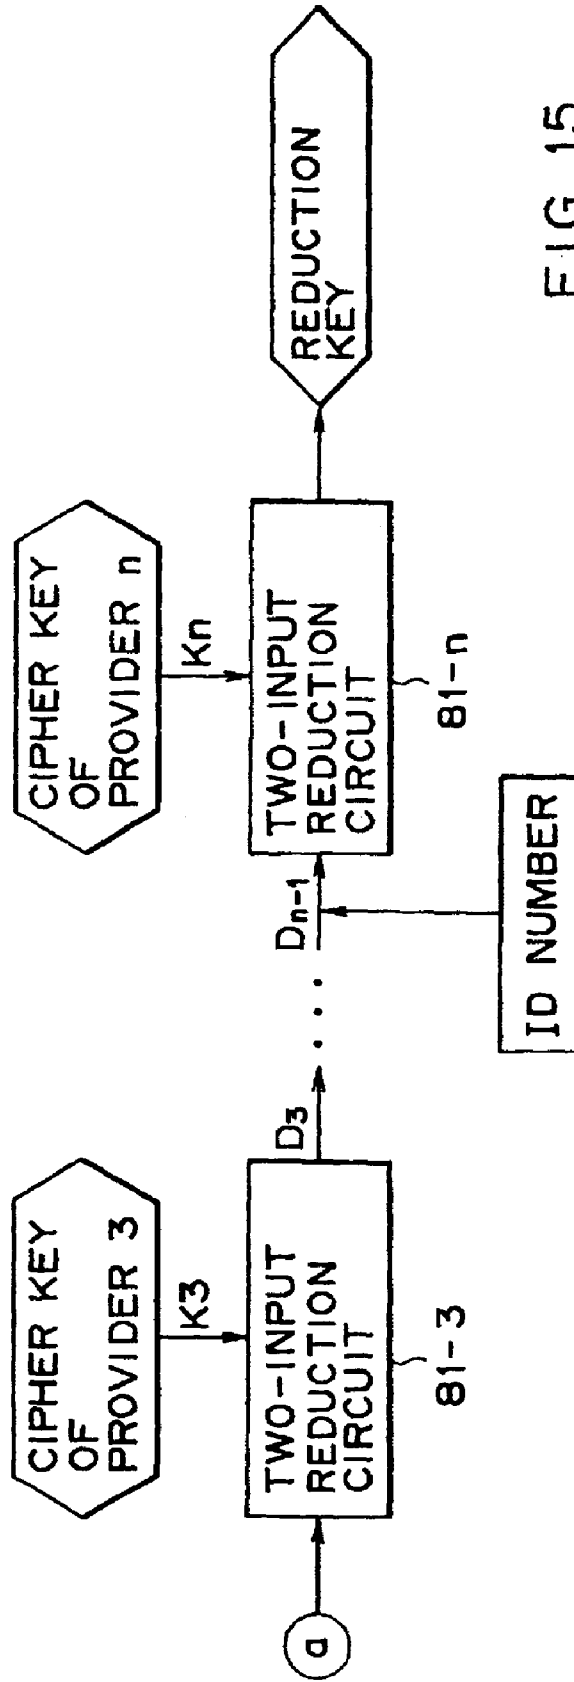 CIPHER KEY
OF
PROVIDER 3
K3
a
TWO-INPUT
REDUCTION
CIRCUIT
81-3
D3
. . .
Dn-1
ID NUMBER
CIPHER KEY
OF
PROVIDER n
Kn
TWO-INPUT
REDUCTION
CIRCUIT
81-n
REDUCTION
KEY
FIG. 15